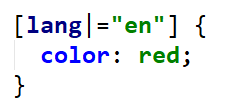 [lang|="en"] {
  color: red;
}